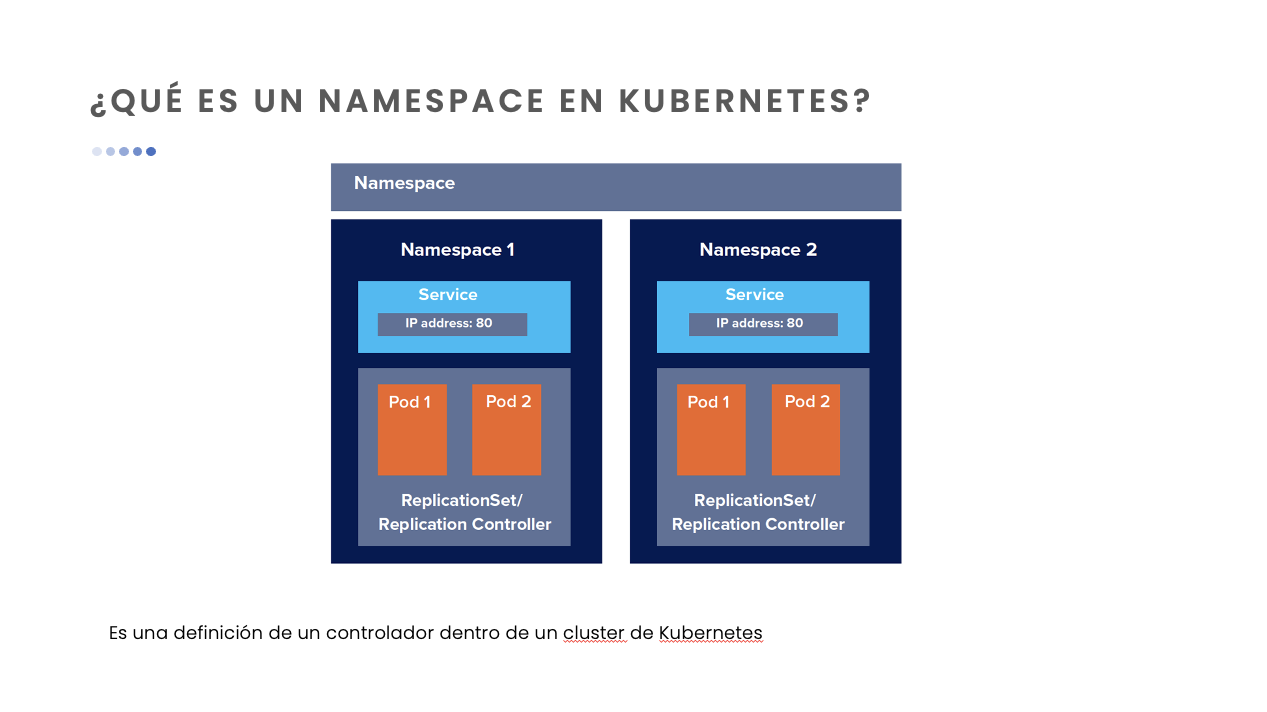 ¿QUÉ ES UN NAMESPACE EN KUBERNETES?
Namespace
Namespace 1
Service
IP address: 80
Pod 1
Pod 2
ReplicationSet/
Replication Controller
Namespace 2
Service
IP address: 80
Pod 1
Pod 2
ReplicationSet/
Replication Controller
Es una definición de un controlador dentro de un cluster de Kubernetes